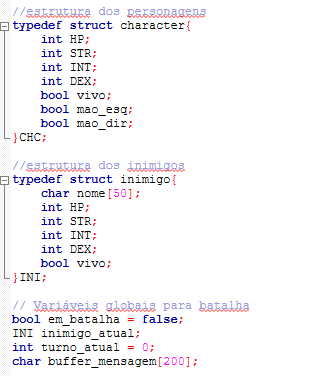 //estrutura dos personagens
typedef struct character{
int HP;
int STR;
int INT;
int DEX;
bool vivo;
bool mao_esq;
bool mao_dir;
}CHC;
//estrutura dos inimigos
typedef struct inimigo{
char nome[50];
int HP;
int STR;
int INT;
int DEX;
bool vivo;
}INI;
// Variáveis globais para batalha
bool em_batalha = false;
INI inimigo_atual;
int turno_atual = 0;
char buffer_mensagem[200];